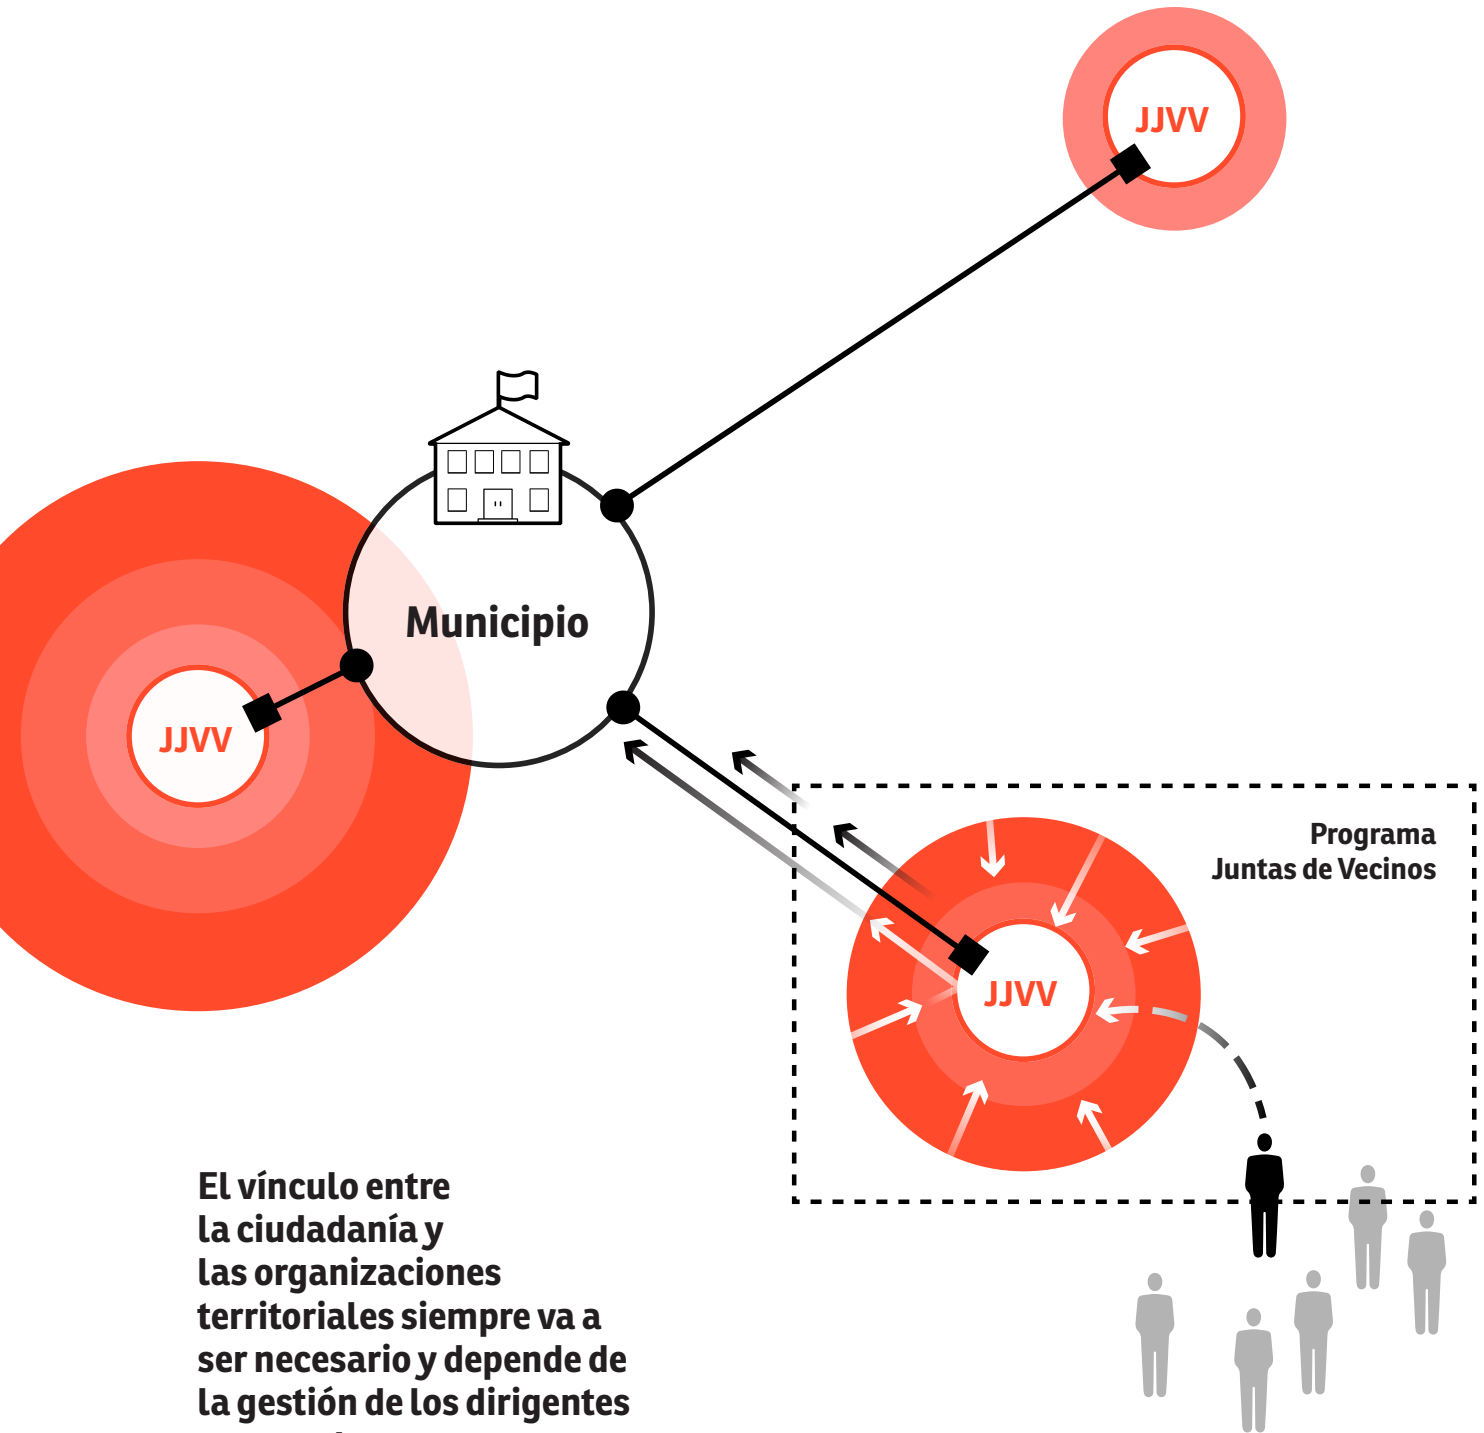 JJVV
Municipio
JJVV
Programa
Juntas de Vecinos
JJVV
El vínculo entre
la ciudadanía y
las organizaciones
territoriales siempre va a
ser necesario y depende de
la gestión de los dirigentes